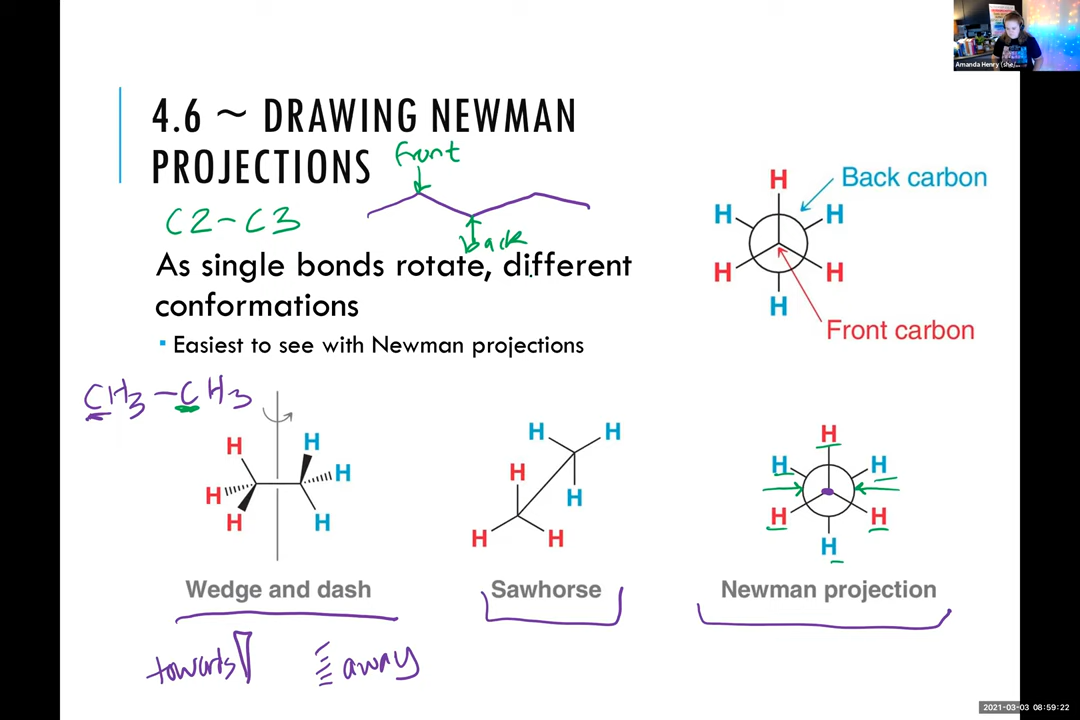 Amanda Henry (she/
4.6 ~ DRAWING NEWMAN
PROJECTIONS
Front
C2-C3
back
As single bonds rotate, different
conformations
Easiest to see with Newman projections
H
H
H
H
H
H
Back carbon
Front carbon
CH3-CH3
H
H
H
H
H
H
Wedge and dash
H
H
H
H
H
H
Sawhorse
H
H
H
H
H
H
Newman projection
towards
away
2021-03-03 08:59:22